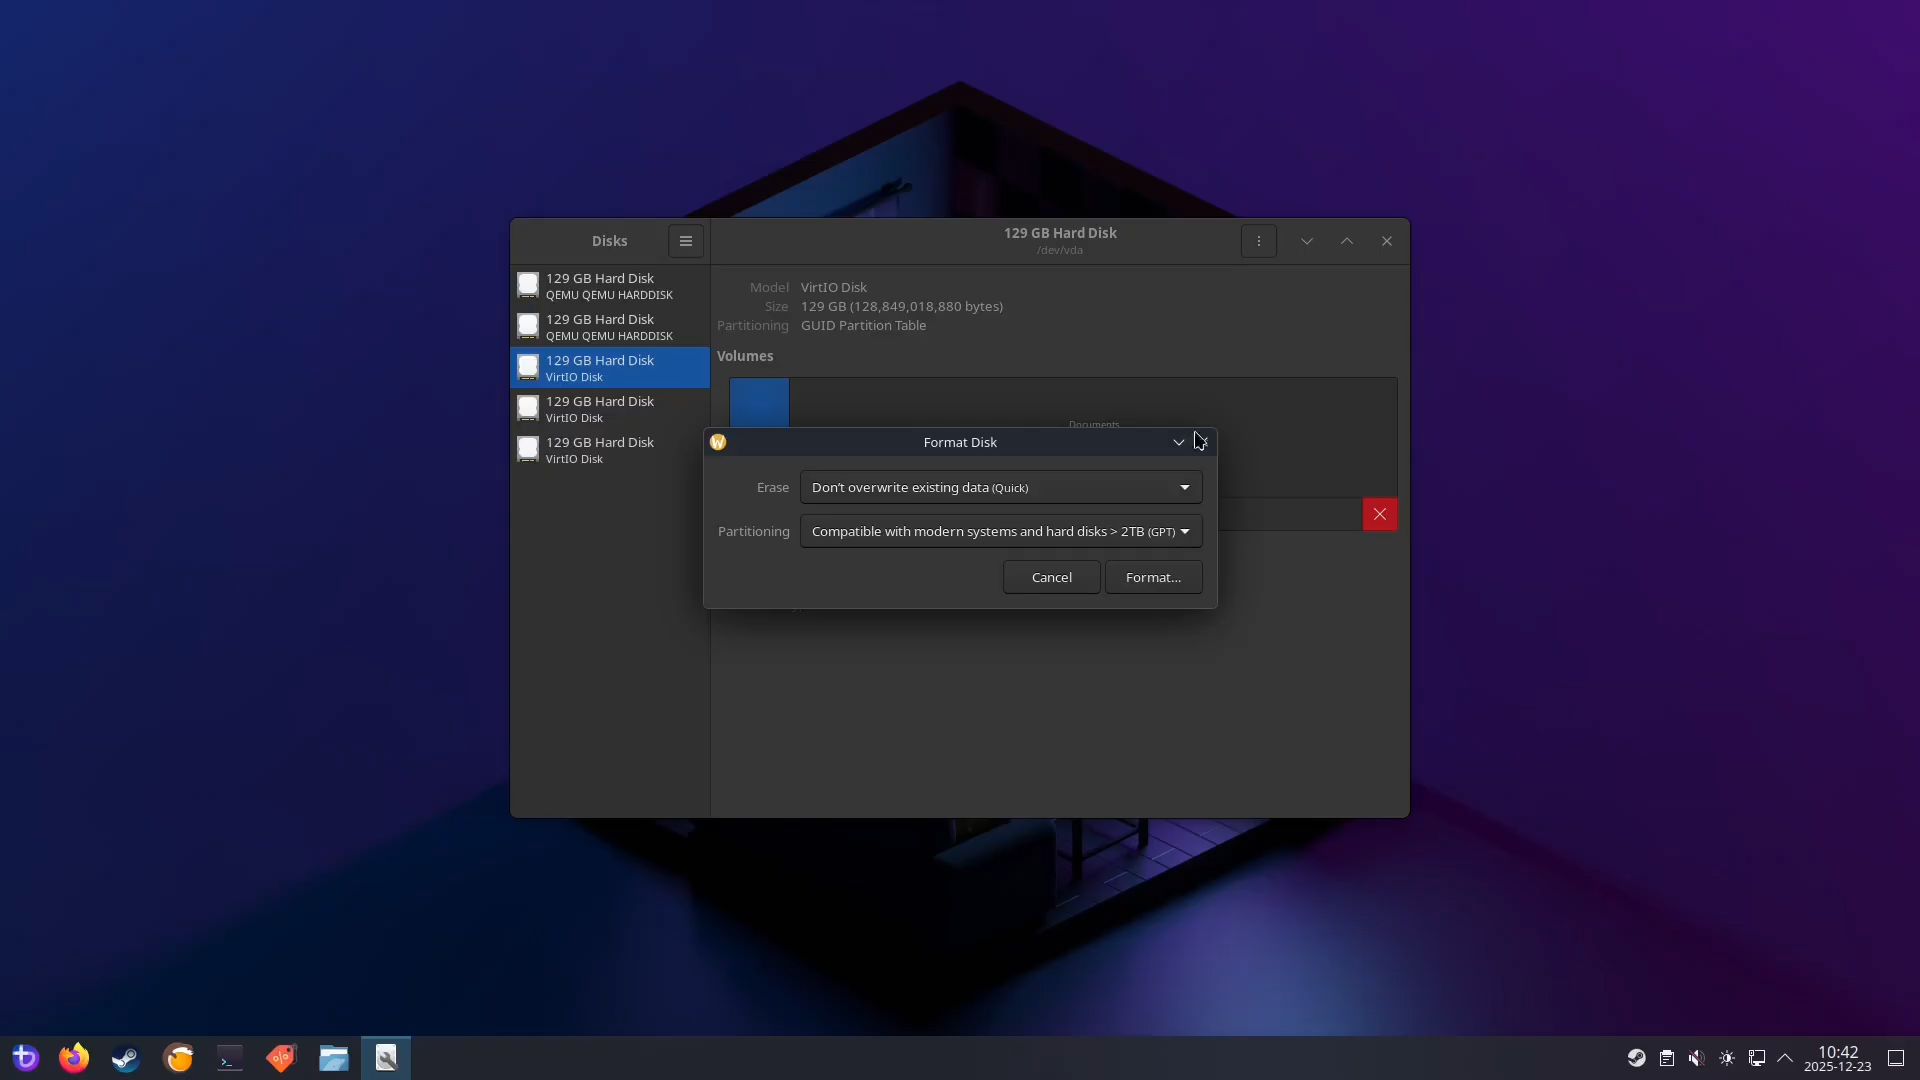 Disks
129 GB Hard Disk
/dev/vda
129 GB Hard Disk
QEMU QEMU HARDDISK
129 GB Hard Disk
QEMU QEMU HARDDISK
129 GB Hard Disk
VirtIO Disk
129 GB Hard Disk
VirtIO Disk
129 GB Hard Disk
VirtIO Disk
Model VirtIO Disk
Size 129 GB (128,849,018,880 bytes)
Partitioning GUID Partition Table
Volumes
Documents
Format Disk
Erase Don't overwrite existing data (Quick)
Partitioning Compatible with modern systems and hard disks > 2TB (GPT)
Cancel Format...
10:42
2025-12-23